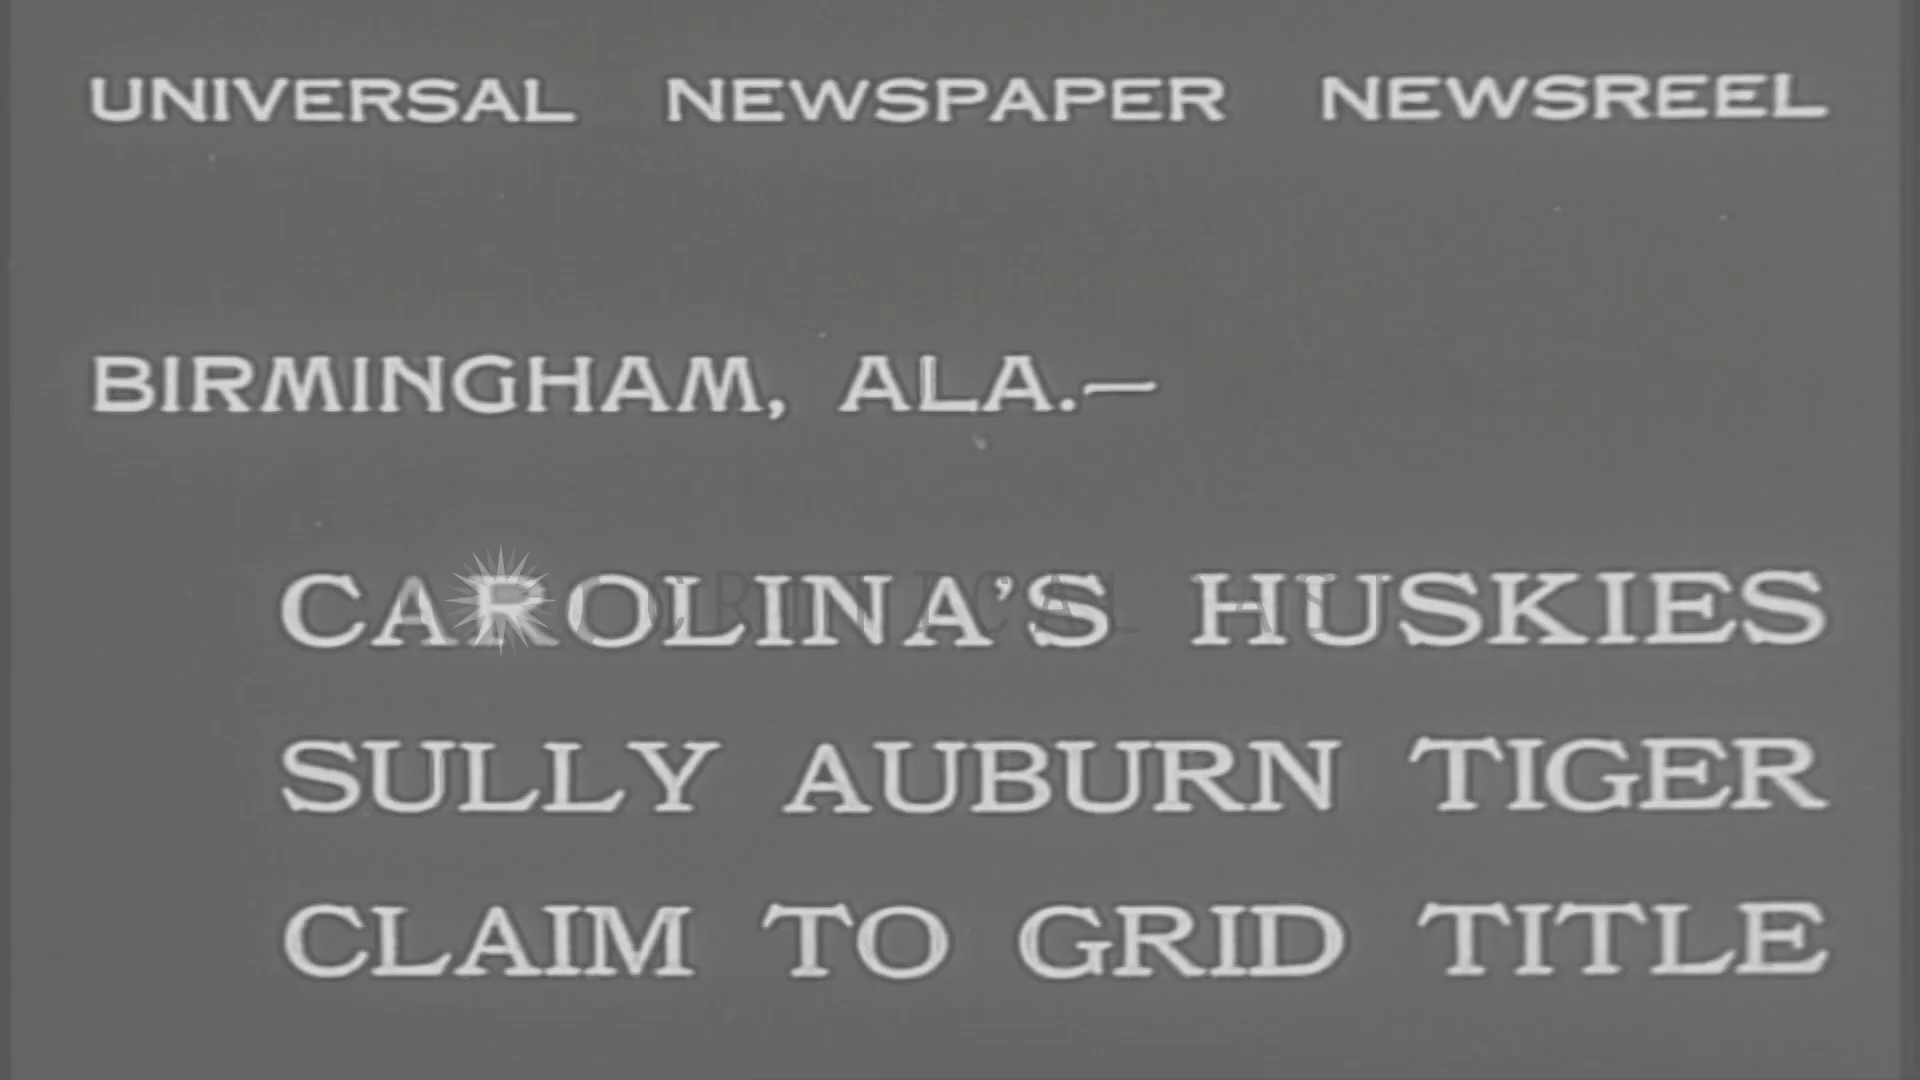 UNIVERSAL NEWSPAPER NEWSREEL
BIRMINGHAM, ALA.—
CAROLINA'S HUSKIES
SULLY AUBURN TIGER
CLAIM TO GRID TITLE